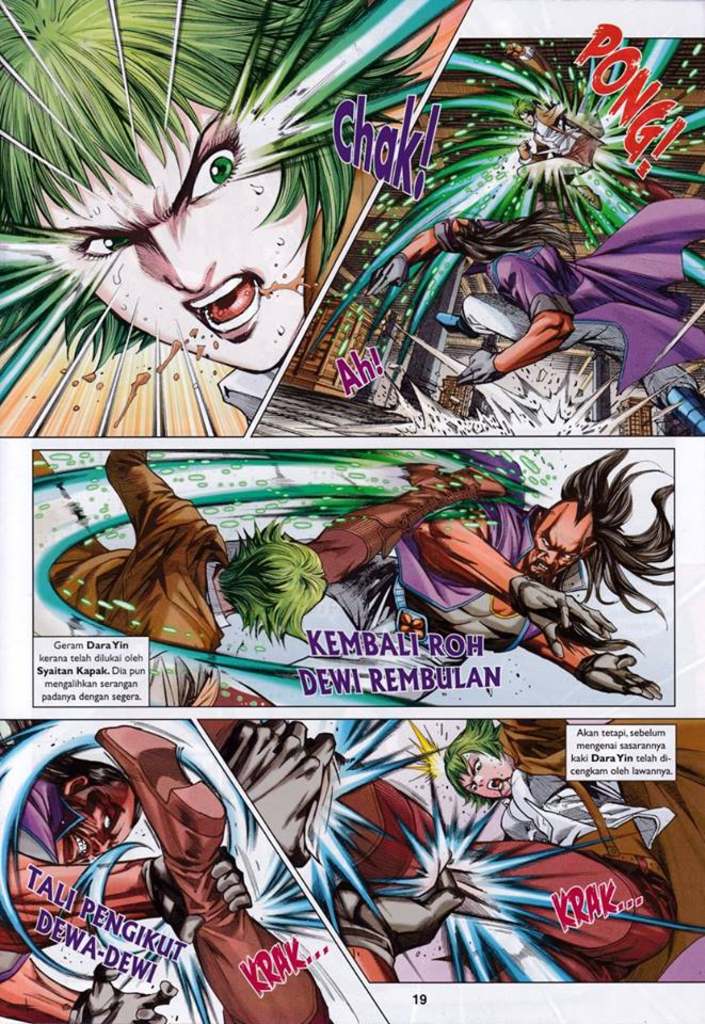 Chak!
PONG!
Ah!
Geram Dara Yin
kerana telah dilukai oleh
Syaitan Kapak. Dia pun
mengalihkan serangan
padanya dengan segera.
KEMBALI ROH
DEWI REMBULAN
TALI PENGIKUT
DEWA-DEWI
KRAK...
Akan tetapi, sebelum
mengenai sasarannya
kaki Dara Yin telah di-
cengkam oleh lawannya.
KRAK...
19